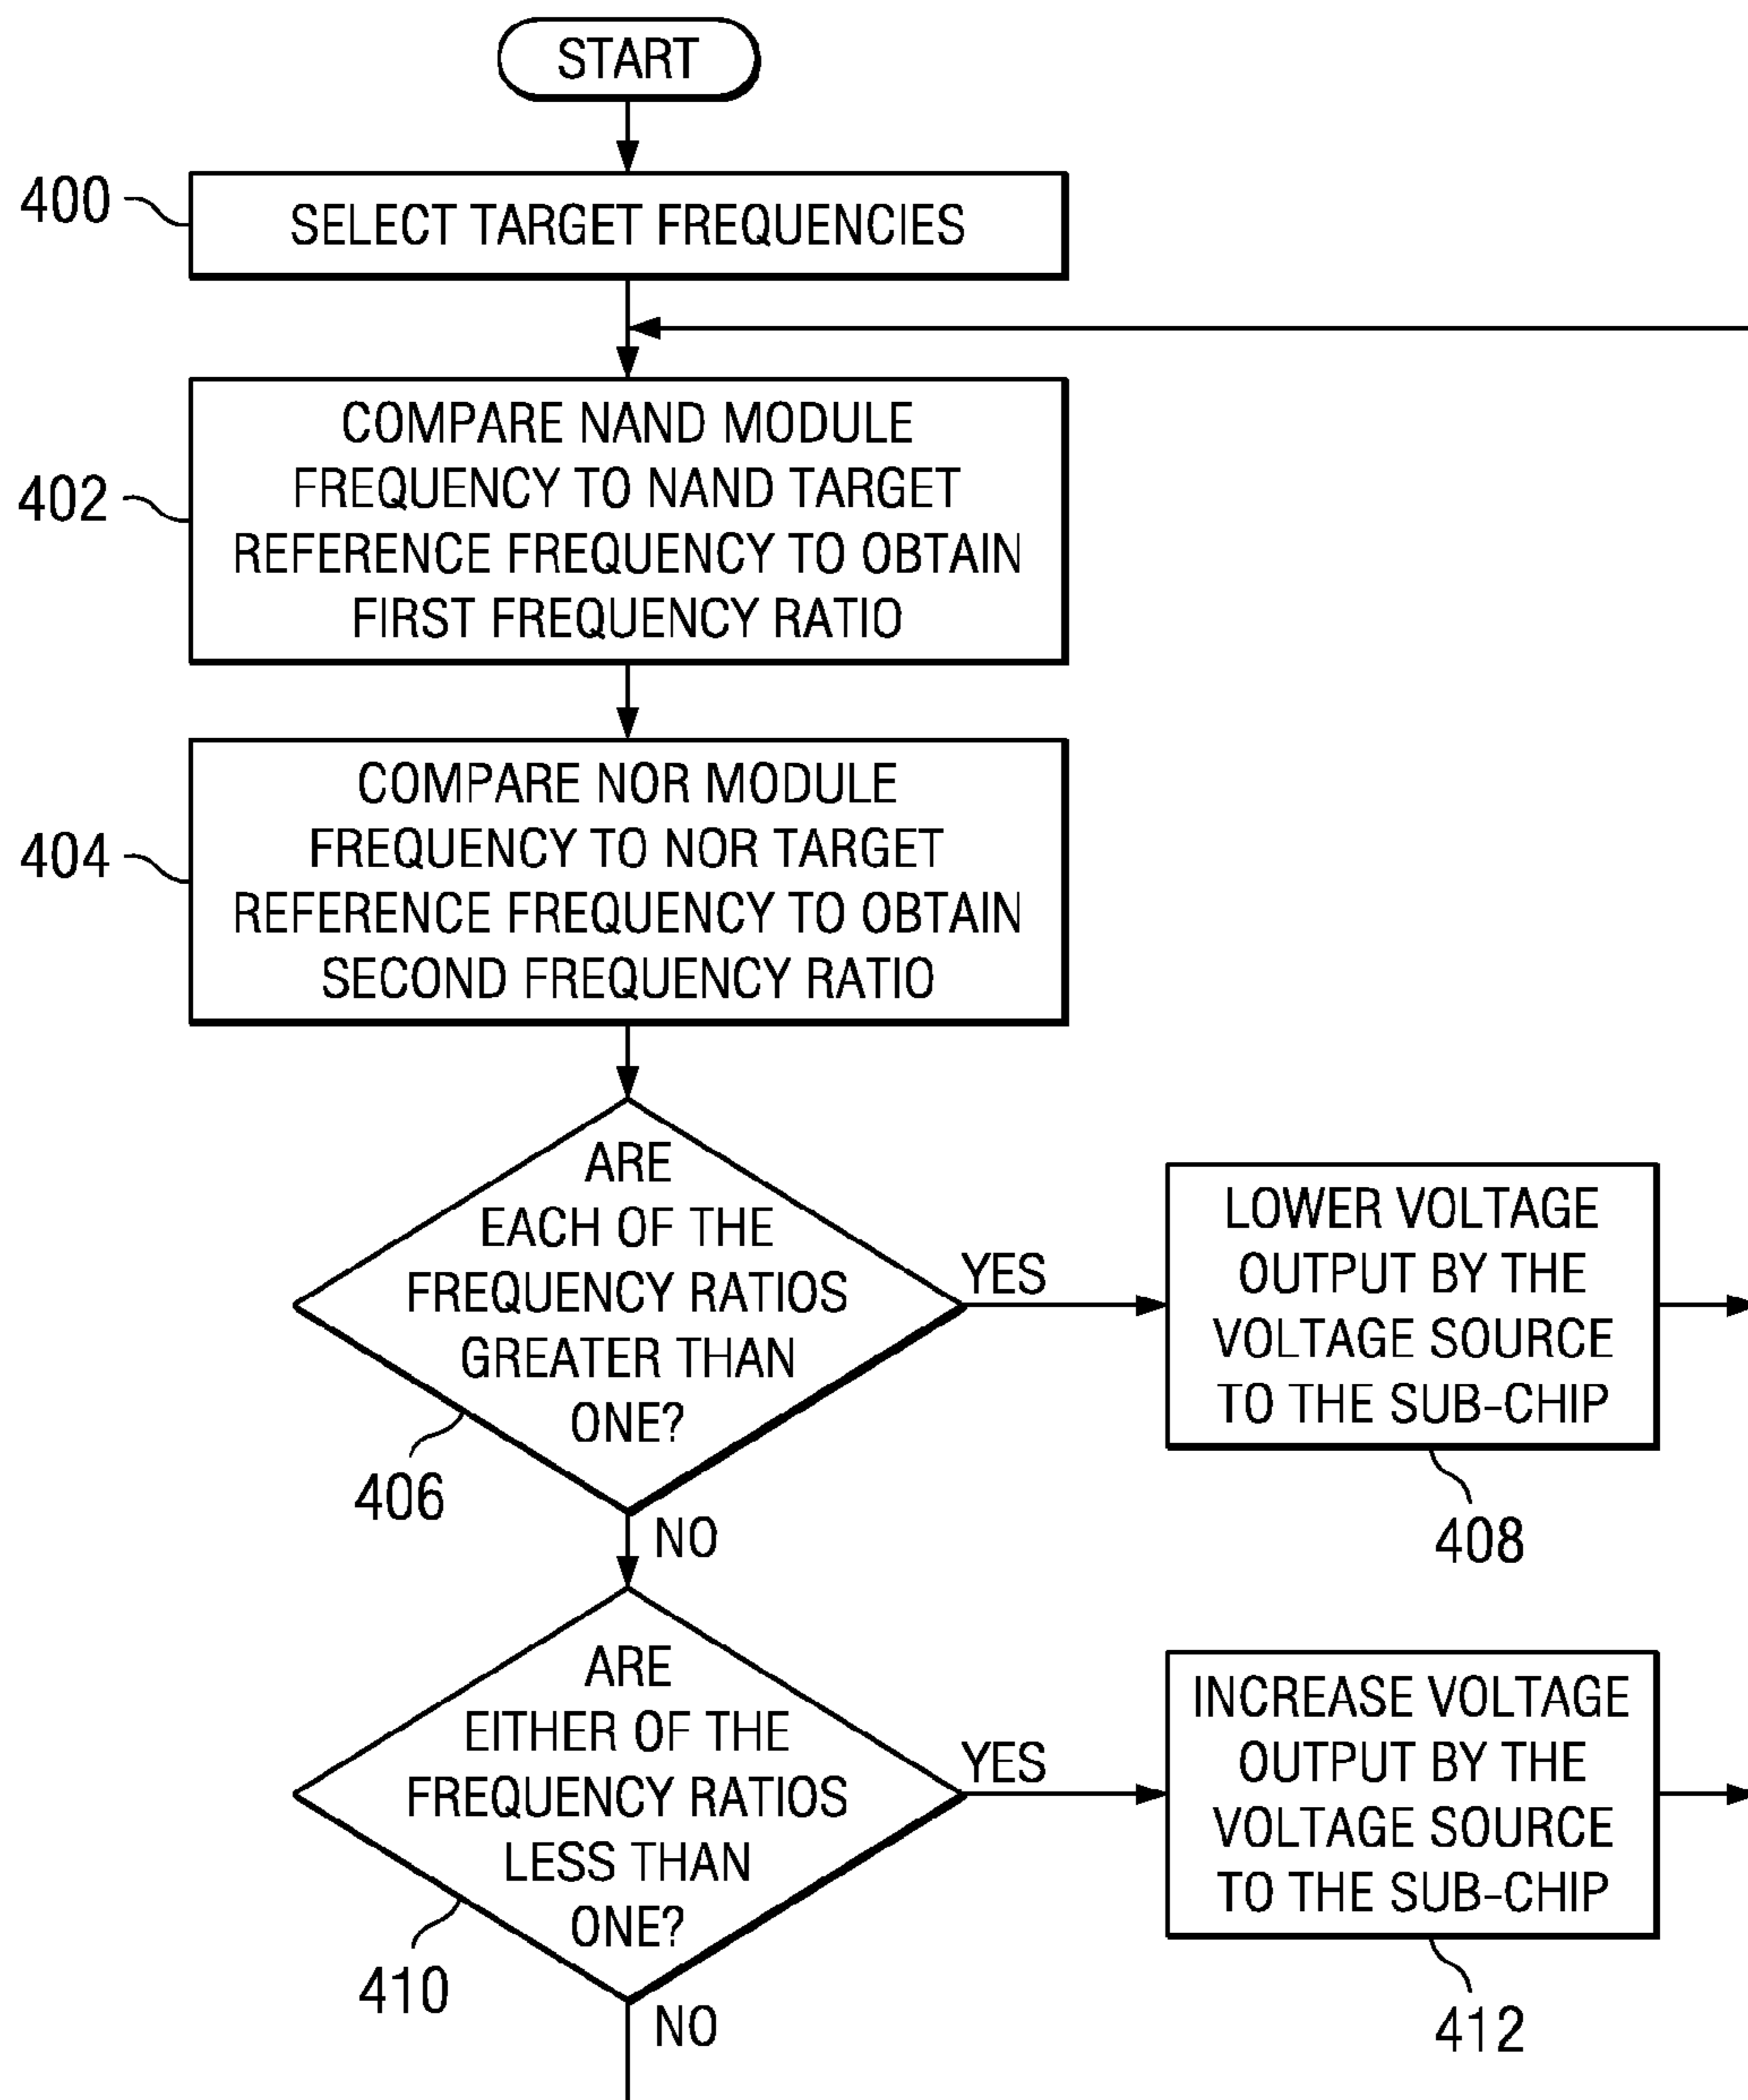 START
400
SELECT TARGET FREQUENCIES
402
COMPARE NAND MODULE
FREQUENCY TO NAND TARGET
REFERENCE FREQUENCY TO OBTAIN
FIRST FREQUENCY RATIO
404
COMPARE NOR MODULE
FREQUENCY TO NOR TARGET
REFERENCE FREQUENCY TO OBTAIN
SECOND FREQUENCY RATIO
ARE
EACH OF THE
FREQUENCY RATIOS
GREATER THAN
ONE?
406
YES
LOWER VOLTAGE
OUTPUT BY THE
VOLTAGE SOURCE
TO THE SUB-CHIP
408
NO
ARE
EITHER OF THE
FREQUENCY RATIOS
LESS THAN
ONE?
410
YES
INCREASE VOLTAGE
OUTPUT BY THE
VOLTAGE SOURCE
TO THE SUB-CHIP
412
NO